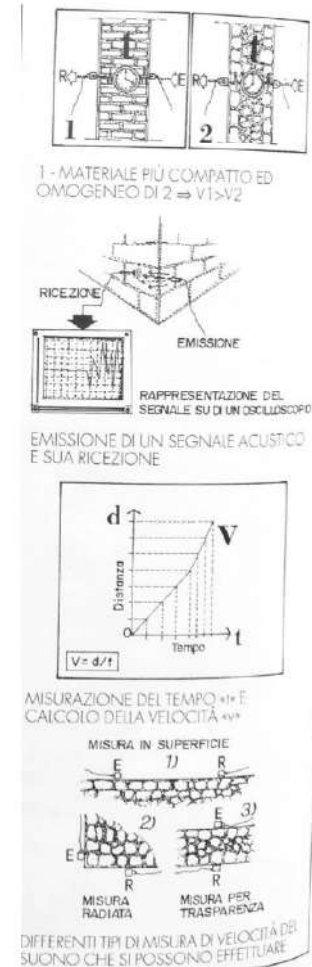 t
t
R
E
R
E
1
2
1 - MATERIALE PIÙ COMPATTO ED
OMOGENEO DI 2 ⇒ V1>V2
RICEZIONE
EMISSIONE
RAPPRESENTAZIONE DEL
SEGNALE SU DI UN OSCILLOSCOPIO
EMISSIONE DI UN SEGNALE ACUSTICO
E SUA RICEZIONE
d
V
Distanza
O
t
Tempo
V= d/t
MISURAZIONE DEL TEMPO «t» E
CALCOLO DELLA VELOCITÀ «v»
MISURA IN SUPERFICIE
E
1)
R
2)
E
3)
E
R
R
MISURA
RADIATA
MISURA PER
TRASPARENZA
DIFFERENTI TIPI DI MISURA DI VELOCITÀ DEL
SUONO CHE SI POSSONO EFFETTUARE